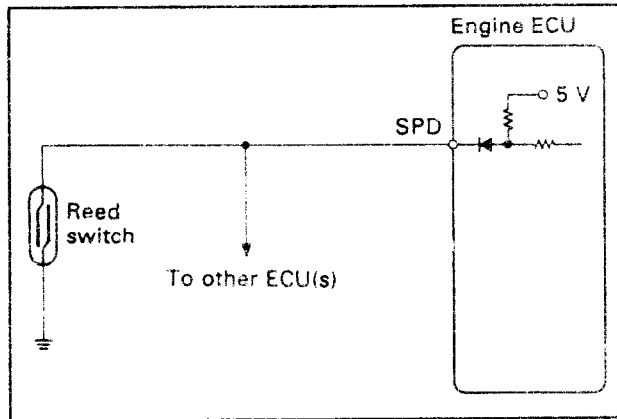 Engine ECU
5 V
SPD
Reed
switch
To other ECU(s)